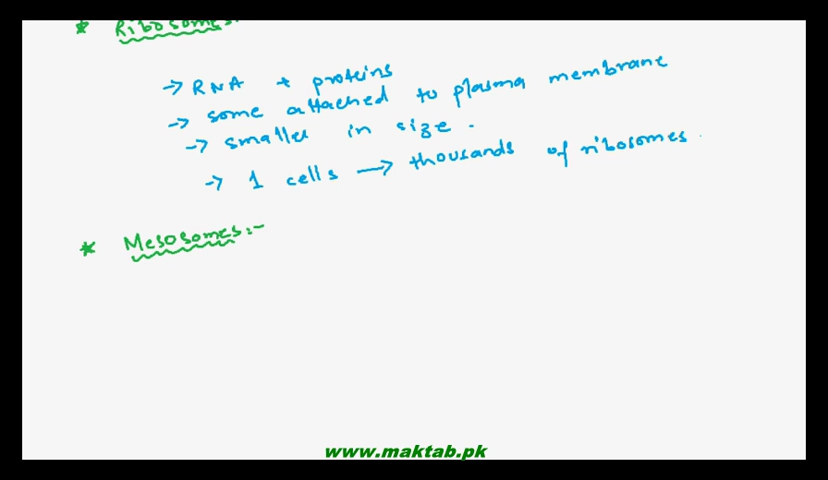 * Ribosomes:
→ RNA + proteins
→ some attached to plasma membrane
→ smaller in size.
→ 1 cells → thousands of ribosomes.
* Mesosomes:-
www.maktab.pk